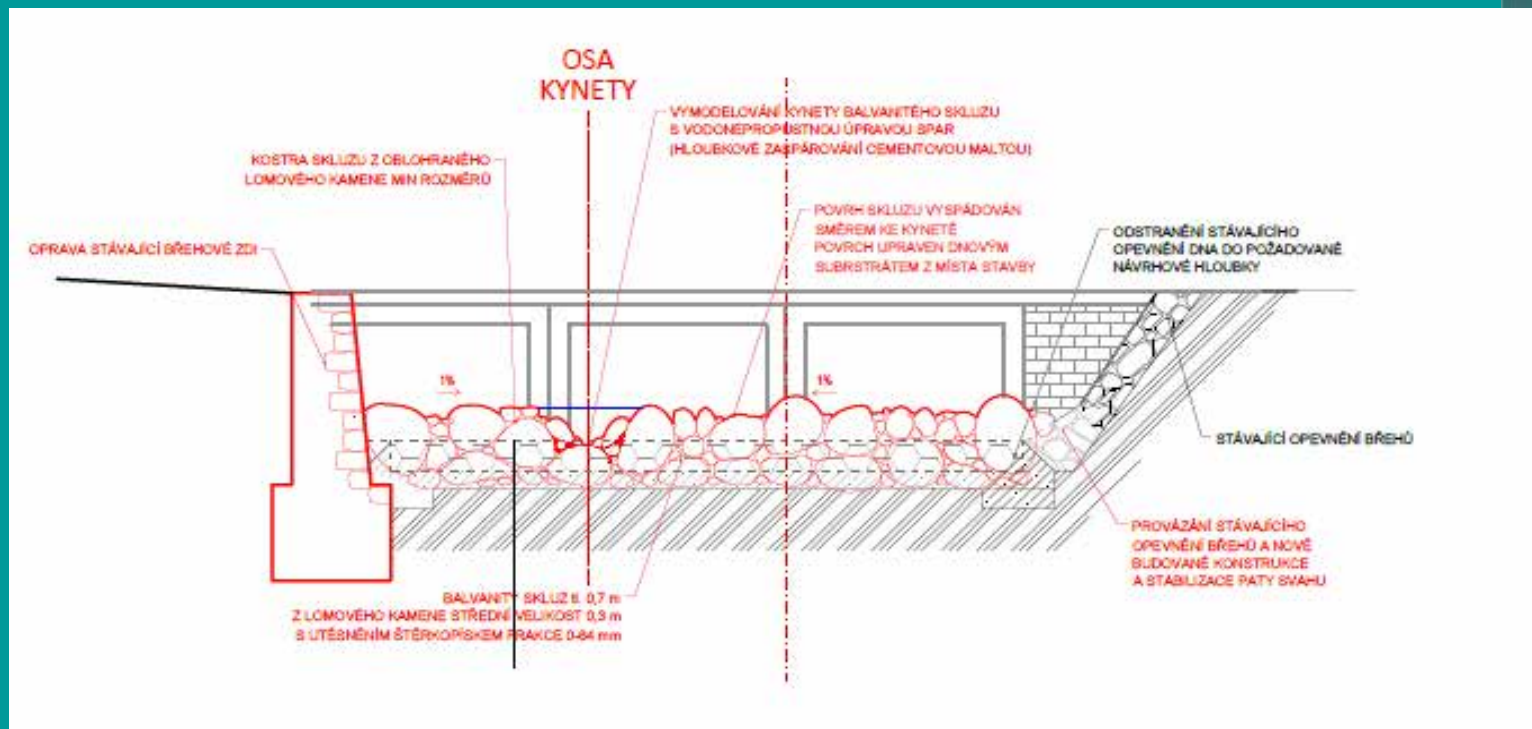 OSA
KYNETY
VYMODELOVÁNÍ KYNETY BALVANITÉHO SKLUZU
S VODONEPROPUSTNOU ÚPRAVOU SPAR
(HLOUBKOVÉ ZASPÁROVÁNÍ CEMENTOVOU MALTOU)
KOSTRA SKLUZU Z OBLOHRANÉHO
LOMOVÉHO KAMENE MIN ROZMĚRŮ
POVRH SKLUZU VYSPÁDOVÁN
SMĚREM KE KYNETĚ
POVRCH UPRAVEN DNOVÝM
SUBRSTRÁTEM Z MÍSTA STAVBY
ODSTRANĚNÍ STÁVAJÍCÍHO
OPEVNĚNÍ DNA DO POŽADOVANÉ
NÁVRHOVÉ HLOUBKY
OPRAVA STÁVAJÍCÍ BŘEHOVÉ ZDI
1%
1%
STÁVAJÍCÍ OPEVNĚNÍ BŘEHŮ
PROVÁZÁNÍ STÁVAJÍCÍHO
OPEVNĚNÍ BŘEHŮ A NOVĚ
BUDOVANÉ KONSTRUKCE
A STABILIZACE PATY SVAHU
BALVANITÝ SKLUZ tl. 0,7 m
Z LOMOVÉHO KAMENE STŘEDNÍ VELIKOST 0,3 m
S UTĚSNĚNÍM ŠTĚRKOPÍSKEM FRAKCE 0-64 mm